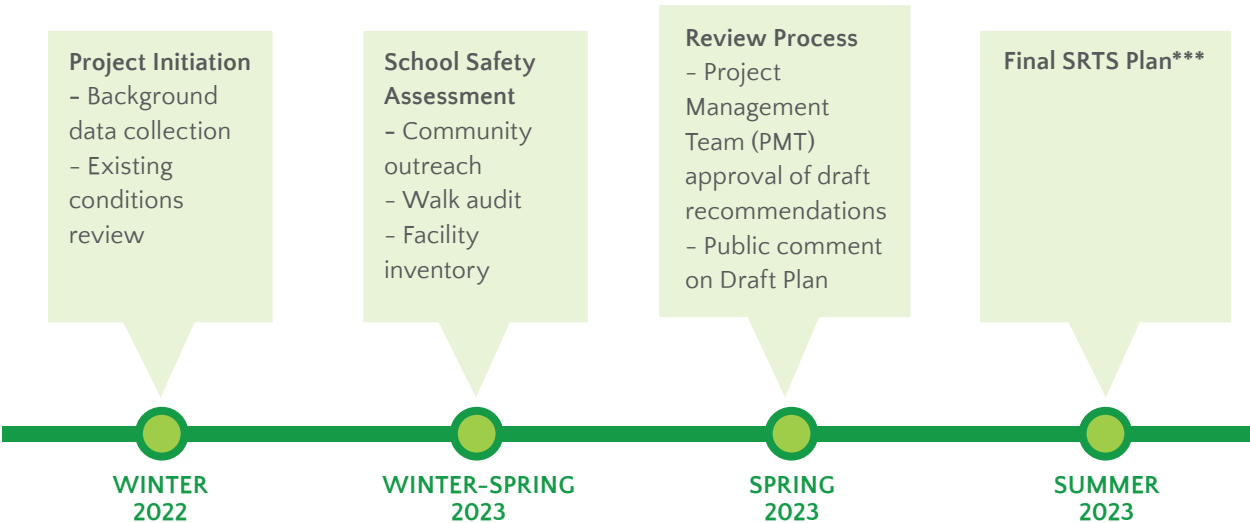 Project Initiation
- Background
data collection
- Existing
conditions
review
School Safety
Assessment
- Community
outreach
- Walk audit
- Facility
inventory
Review Process
- Project
Management
Team (PMT)
approval of draft
recommendations
- Public comment
on Draft Plan
Final SRTS Plan***
WINTER
2022
WINTER-SPRING
2023
SPRING
2023
SUMMER
2023